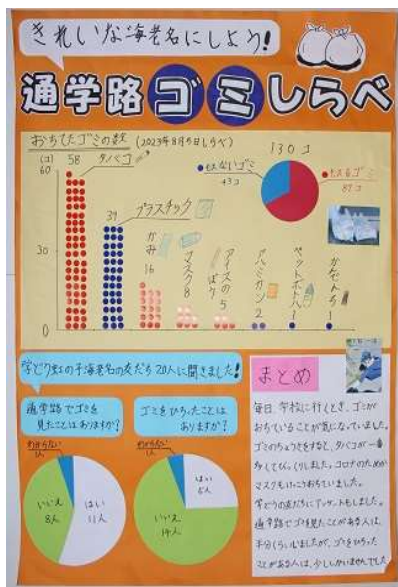 きれいな海老名にしよう!
通学路ゴミしらべ
おちてたゴミの数 (2023年8月5日しらべ)
130コ
(コ)
60
30
0
58
タバコ
39
プラスチック
かみ
16
マスク8
アイスのぼう
5
アルミカン
2
ペットボトル1
かんでんち1
もえないゴミ
43コ
もえるゴミ
87コ
学どう虹の子海老名の友だち20人に聞きました!
通学路でゴミを
見たことはありますか?
わからない
1人
いいえ
8人
はい
11人
ゴミをひろったことは
ありますか?
わからない
1人
はい
5人
いいえ
14人
まとめ
毎日、学校に行くとき、ゴミが
おちていることが気になっていました。
ゴミのちょうさをすると、タバコが一番
多くてびっくりしました。コロナのためか
マスクもけっこうおちていました。
学どうの友だちにアンケートもしました。
通学路でゴミを見たことがある人は、
半分くらいいましたが、ゴミをひろった
ことがある人は、少ししかいませんでした